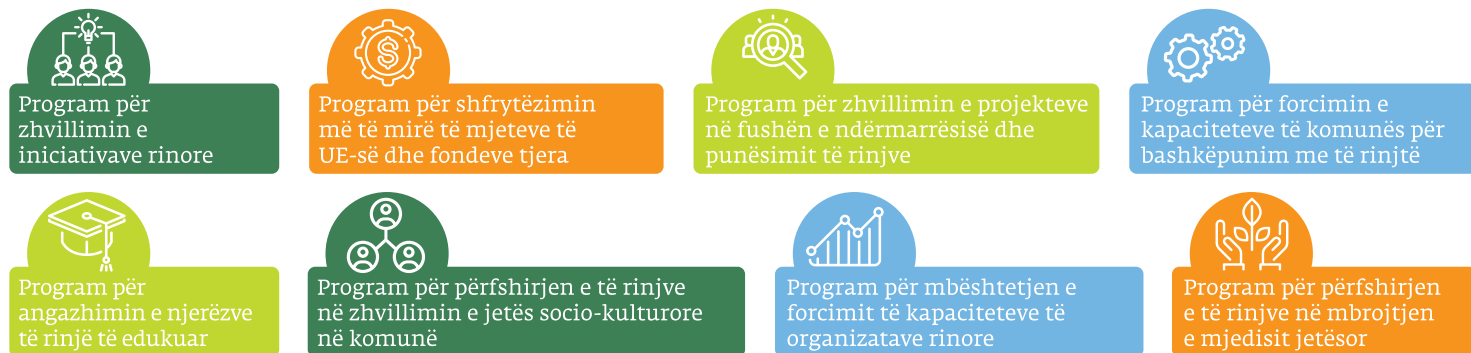 Program për
zhvillimin e
iniciativave rinore
Program për shfrytëzimin
më të mirë të mjeteve të
UE-së dhe fondeve tjera
Program për zhvillimin e projekteve
në fushën e ndërmarrësisë dhe
punësimit të rinjve
Program për forcimin e
kapaciteteve të komunës për
bashkëpunim me të rinjtë
Program për
angazhimin e njerëzve
të rinjë të edukuar
Program për përfshirjen e të rinjve
në zhvillimin e jetës socio-kulturore
në komunë
Program për mbështetjen e
forcimit të kapaciteteve të
organizatave rinore
Program për përfshirjen
e të rinjve në mbrojtjen
e mjedisit jetësor